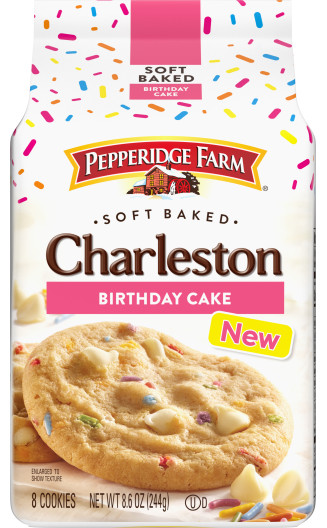 SOFT
BAKED
BIRTHDAY
CAKE
PEPPERIDGE FARM®
·SOFT BAKED·
Charleston
BIRTHDAY CAKE
New
ENLARGED TO
SHOW TEXTURE
8 COOKIES NET WT 8.6 OZ (244g) U D